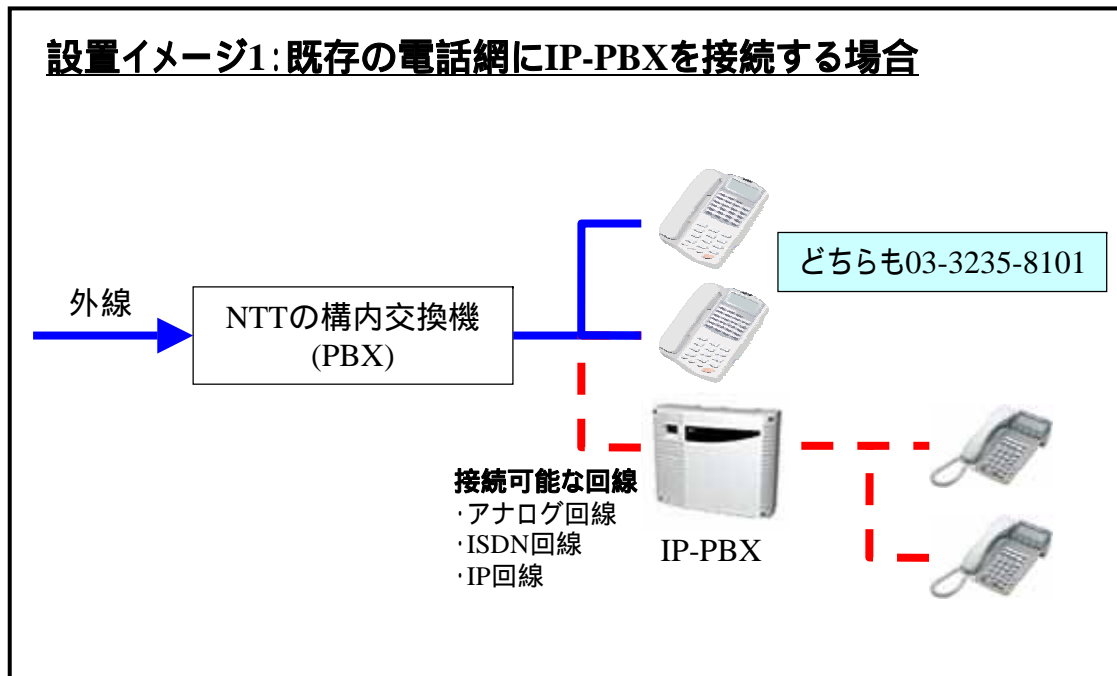 設置イメージ1:既存の電話網にIP-PBXを接続する場合
どちらも03-3235-8101
外線
NTTの構内交換機
(PBX)
接続可能な回線
・アナログ回線
・ISDN回線
・IP回線
IP-PBX